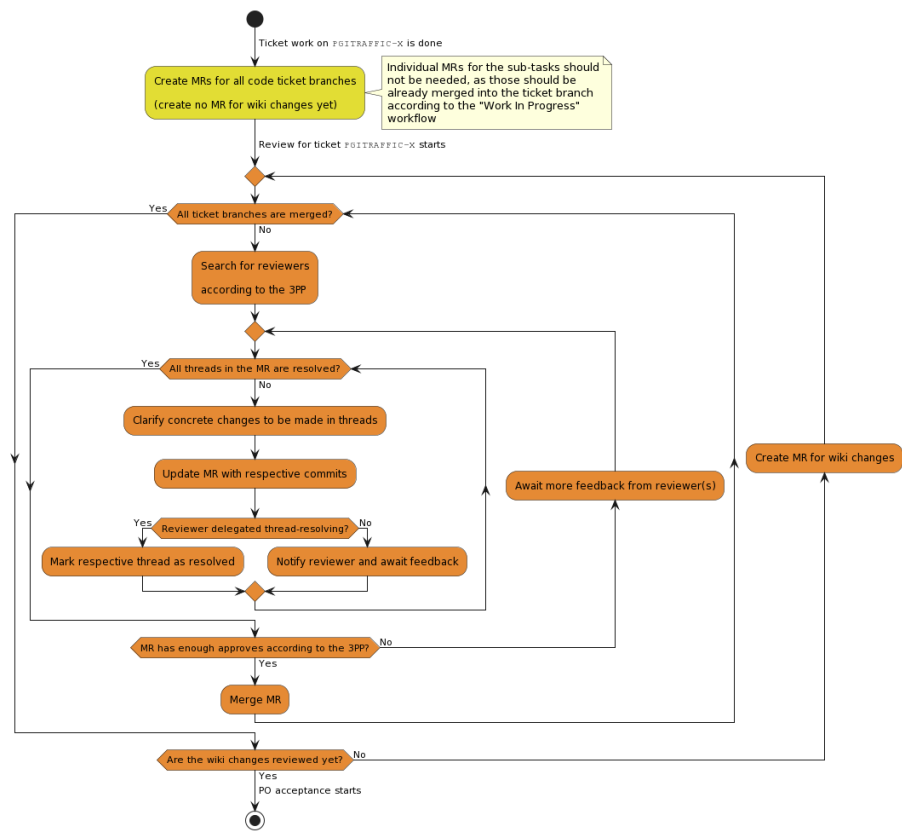 Ticket work on PGITRAFFIC-X is done
Create MRs for all code ticket branches
(create no MR for wiki changes yet)
Individual MRs for the sub-tasks should
not be needed, as those should be
already merged into the ticket branch
according to the "Work In Progress"
workflow
Review for ticket PGITRAFFIC-X starts
Yes
All ticket branches are merged?
No
Search for reviewers
according to the 3PP
Yes
All threads in the MR are resolved?
No
Clarify concrete changes to be made in threads
Create MR for wiki changes
Update MR with respective commits
Await more feedback from reviewer(s)
Yes
Reviewer delegated thread-resolving?
No
Mark respective thread as resolved
Notify reviewer and await feedback
MR has enough approves according to the 3PP?
No
Yes
Merge MR
Are the wiki changes reviewed yet?
No
Yes
PO acceptance starts